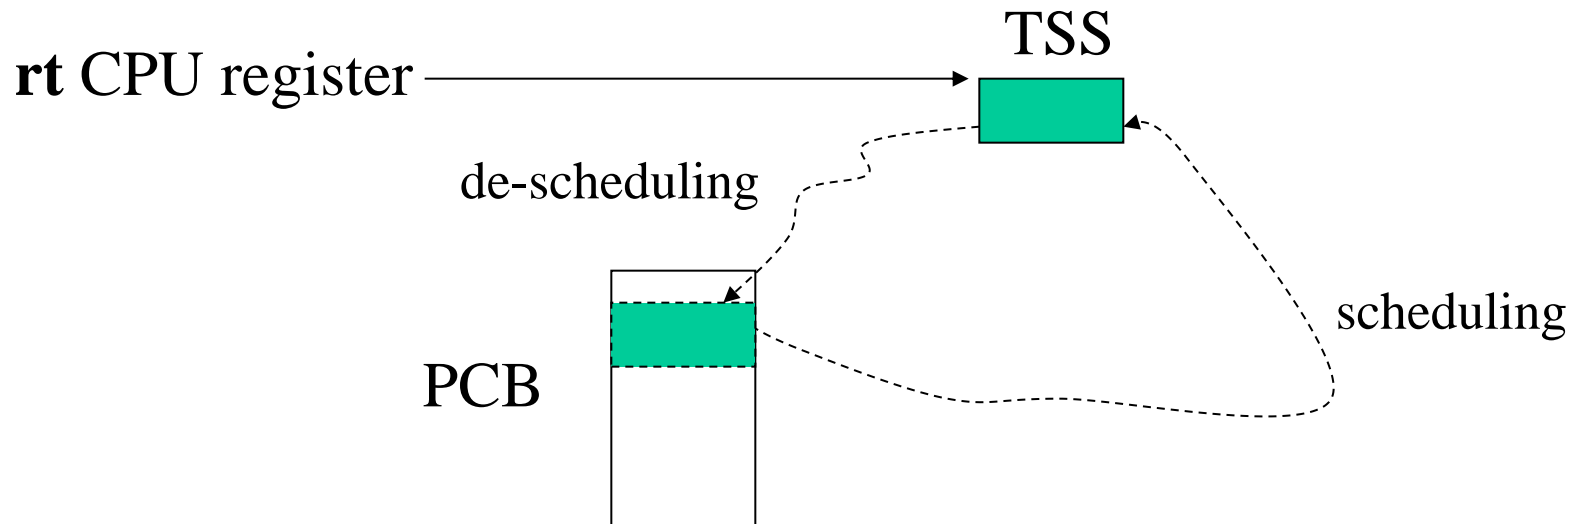 TSS
rt CPU register
de-scheduling
scheduling
PCB